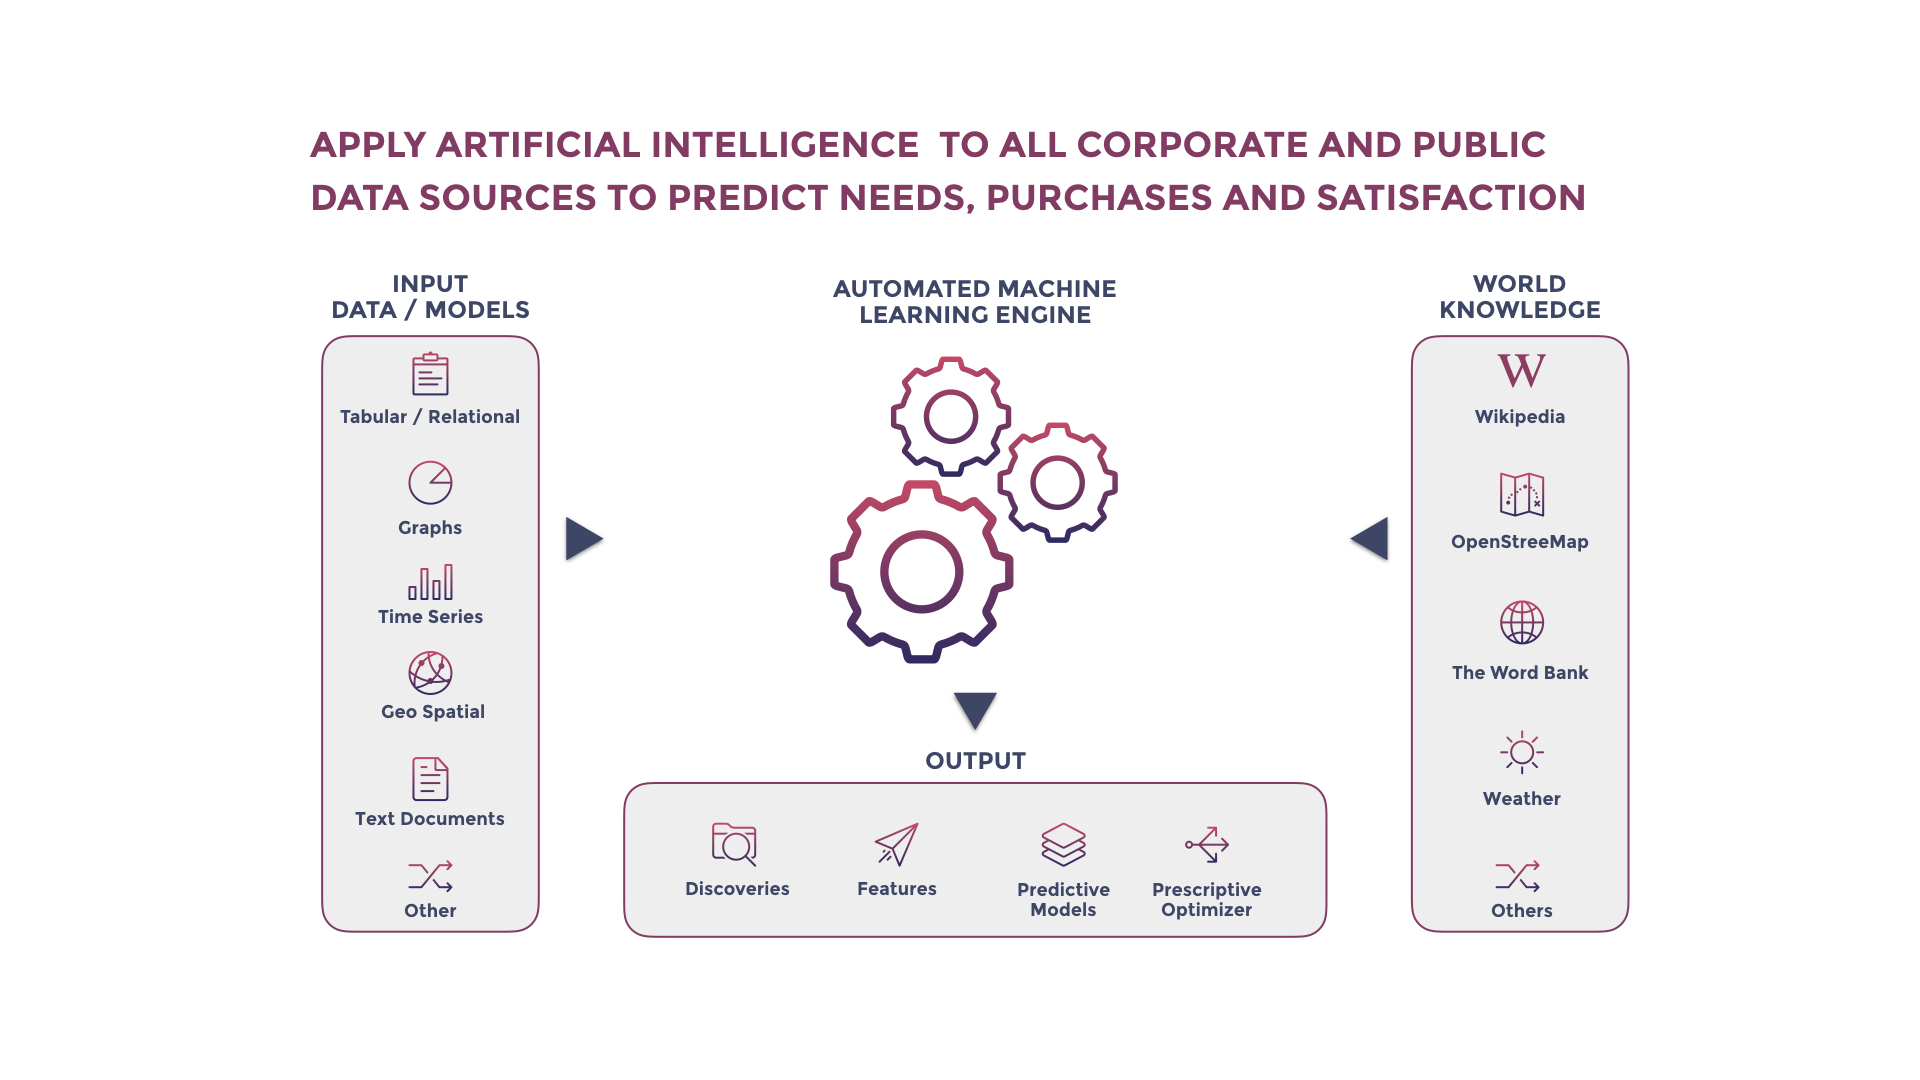 APPLY ARTIFICIAL INTELLIGENCE TO ALL CORPORATE AND PUBLIC
DATA SOURCES TO PREDICT NEEDS, PURCHASES AND SATISFACTION
INPUT
DATA / MODELS
Tabular / Relational
Graphs
Time Series
Geo Spatial
Text Documents
Other
AUTOMATED MACHINE
LEARNING ENGINE
OUTPUT
Discoveries
Features
Predictive
Models
Prescriptive
Optimizer
WORLD
KNOWLEDGE
W
Wikipedia
OpenStreeMap
The Word Bank
Weather
Others